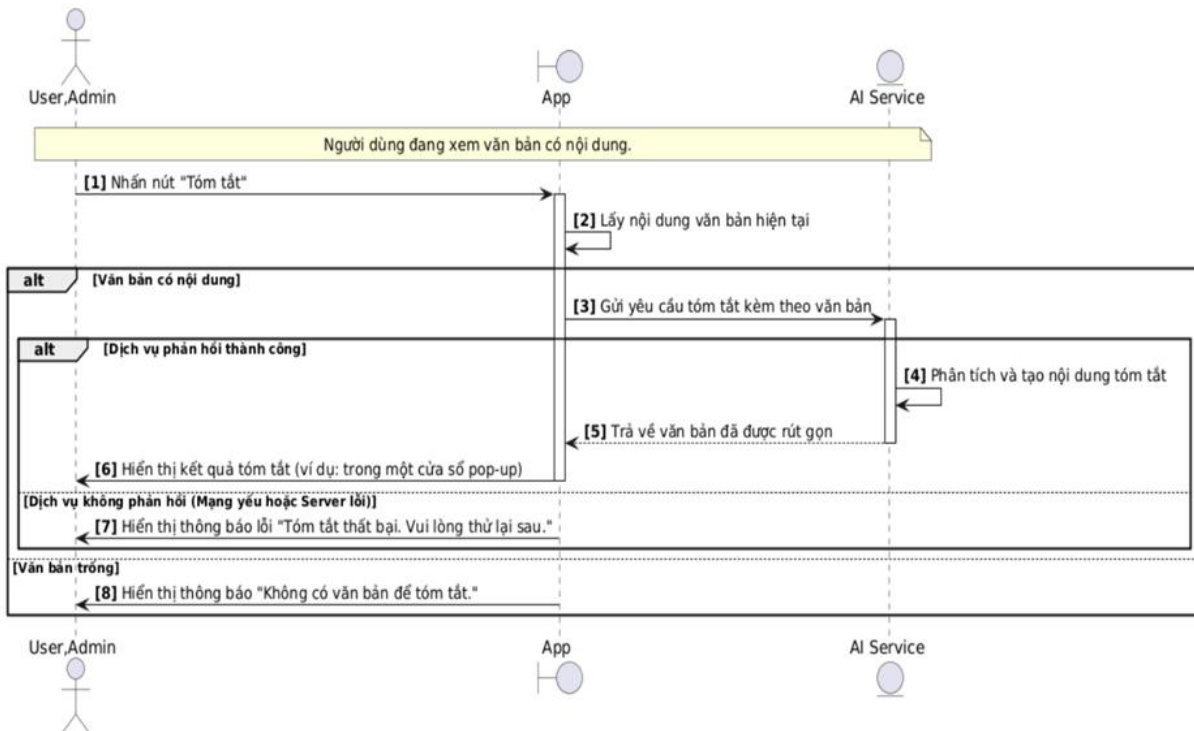 User,Admin
App
AI Service
Người dùng đang xem văn bản có nội dung.
[1] Nhấn nút "Tóm tắt"
[2] Lấy nội dung văn bản hiện tại
alt [Văn bản có nội dung]
[3] Gửi yêu cầu tóm tắt kèm theo văn bản
alt [Dịch vụ phản hồi thành công]
[4] Phân tích và tạo nội dung tóm tắt
[5] Trả về văn bản đã được rút gọn
[6] Hiển thị kết quả tóm tắt (ví dụ: trong một cửa sổ pop-up)
[Dịch vụ không phản hồi (Mạng yếu hoặc Server lỗi)]
[7] Hiển thị thông báo lỗi "Tóm tắt thất bại. Vui lòng thử lại sau."
[Văn bản trống]
[8] Hiển thị thông báo "Không có văn bản để tóm tắt."
User,Admin
App
AI Service